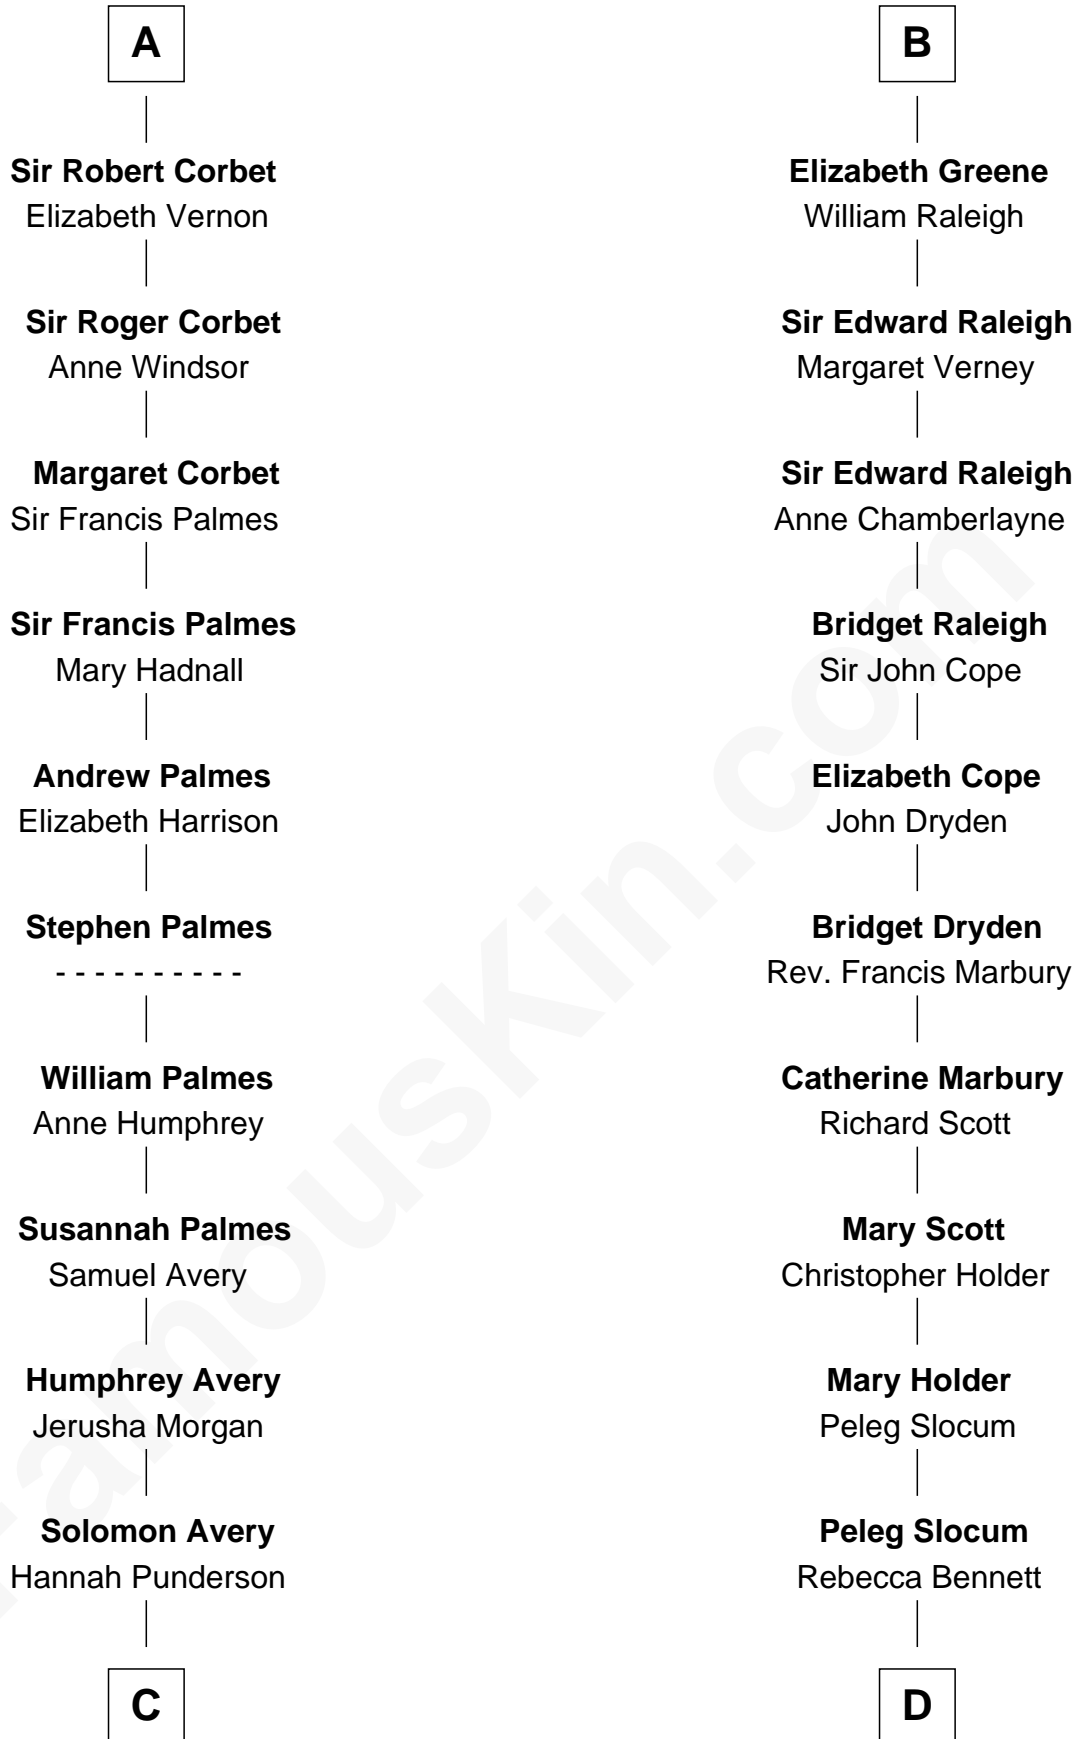 A
Sir Robert Corbet
Elizabeth Vernon
Sir Roger Corbet
Anne Windsor
Margaret Corbet
Sir Francis Palmes
Sir Francis Palmes
Mary Hadnall
Andrew Palmes
Elizabeth Harrison
Stephen Palmes
- - - - - - - - - -
William Palmes
Anne Humphrey
Susannah Palmes
Samuel Avery
Humphrey Avery
Jerusha Morgan
Solomon Avery
Hannah Punderson
C
B
Elizabeth Greene
William Raleigh
Sir Edward Raleigh
Margaret Verney
Sir Edward Raleigh
Anne Chamberlayne
Bridget Raleigh
Sir John Cope
Elizabeth Cope
John Dryden
Bridget Dryden
Rev. Francis Marbury
Catherine Marbury
Richard Scott
Mary Scott
Christopher Holder
Mary Holder
Peleg Slocum
Peleg Slocum
Rebecca Bennett
D
FamousKin.com